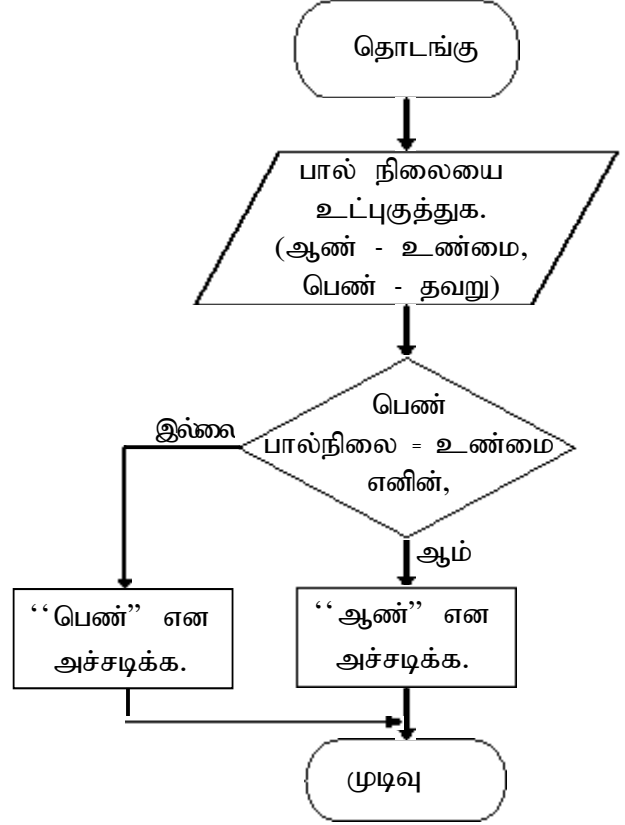 தொடங்கு
பால் நிலையை
உட்புகுத்துக.
(ஆண் - உண்மை,
பெண் - தவறு)
பெண்
பால்நிலை = உண்மை
எனின்,
இல்லை
ஆம்
‘‘பெண்’’ என
அச்சடிக்க.
‘‘ஆண்’’ என
அச்சடிக்க.
முடிவு